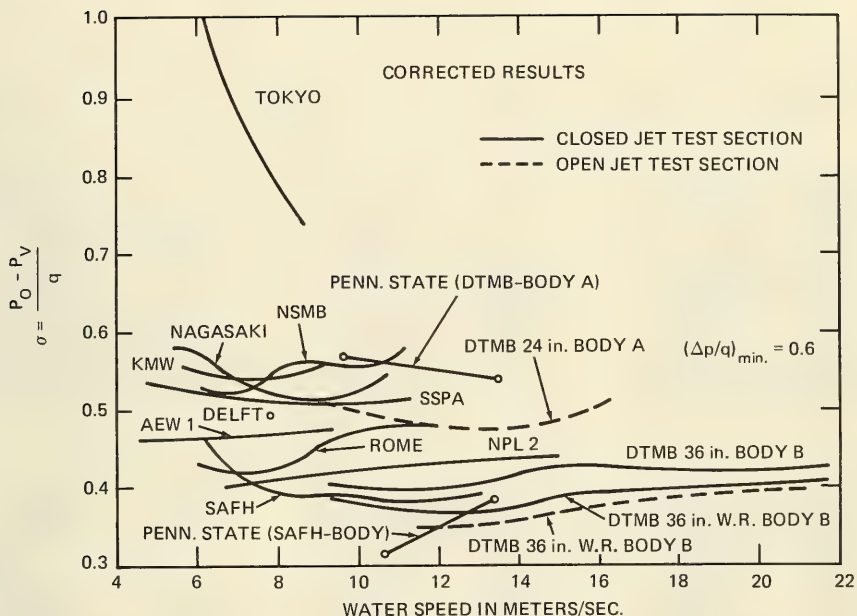 1.0
0.9
0.8
0.7
0.6
0.5
0.4
0.3
σ = P_O – P_V / q
CORRECTED RESULTS
TOKYO
CLOSED JET TEST SECTION
OPEN JET TEST SECTION
PENN. STATE (DTMB–BODY A)
NSMB
NAGASAKI
DTMB 24 in. BODY A
(Δp/q)min. = 0.6
KMW
SSPA
DELFT
AEW 1
ROME
NPL 2
DTMB 36 in. BODY B
SAFH
PENN. STATE (SAFH-BODY)
DTMB 36 in. W.R. BODY B
DTMB 36 in. W.R. BODY B
4 6 8 10 12 14 16 18 20 22
WATER SPEED IN METERS/SEC.